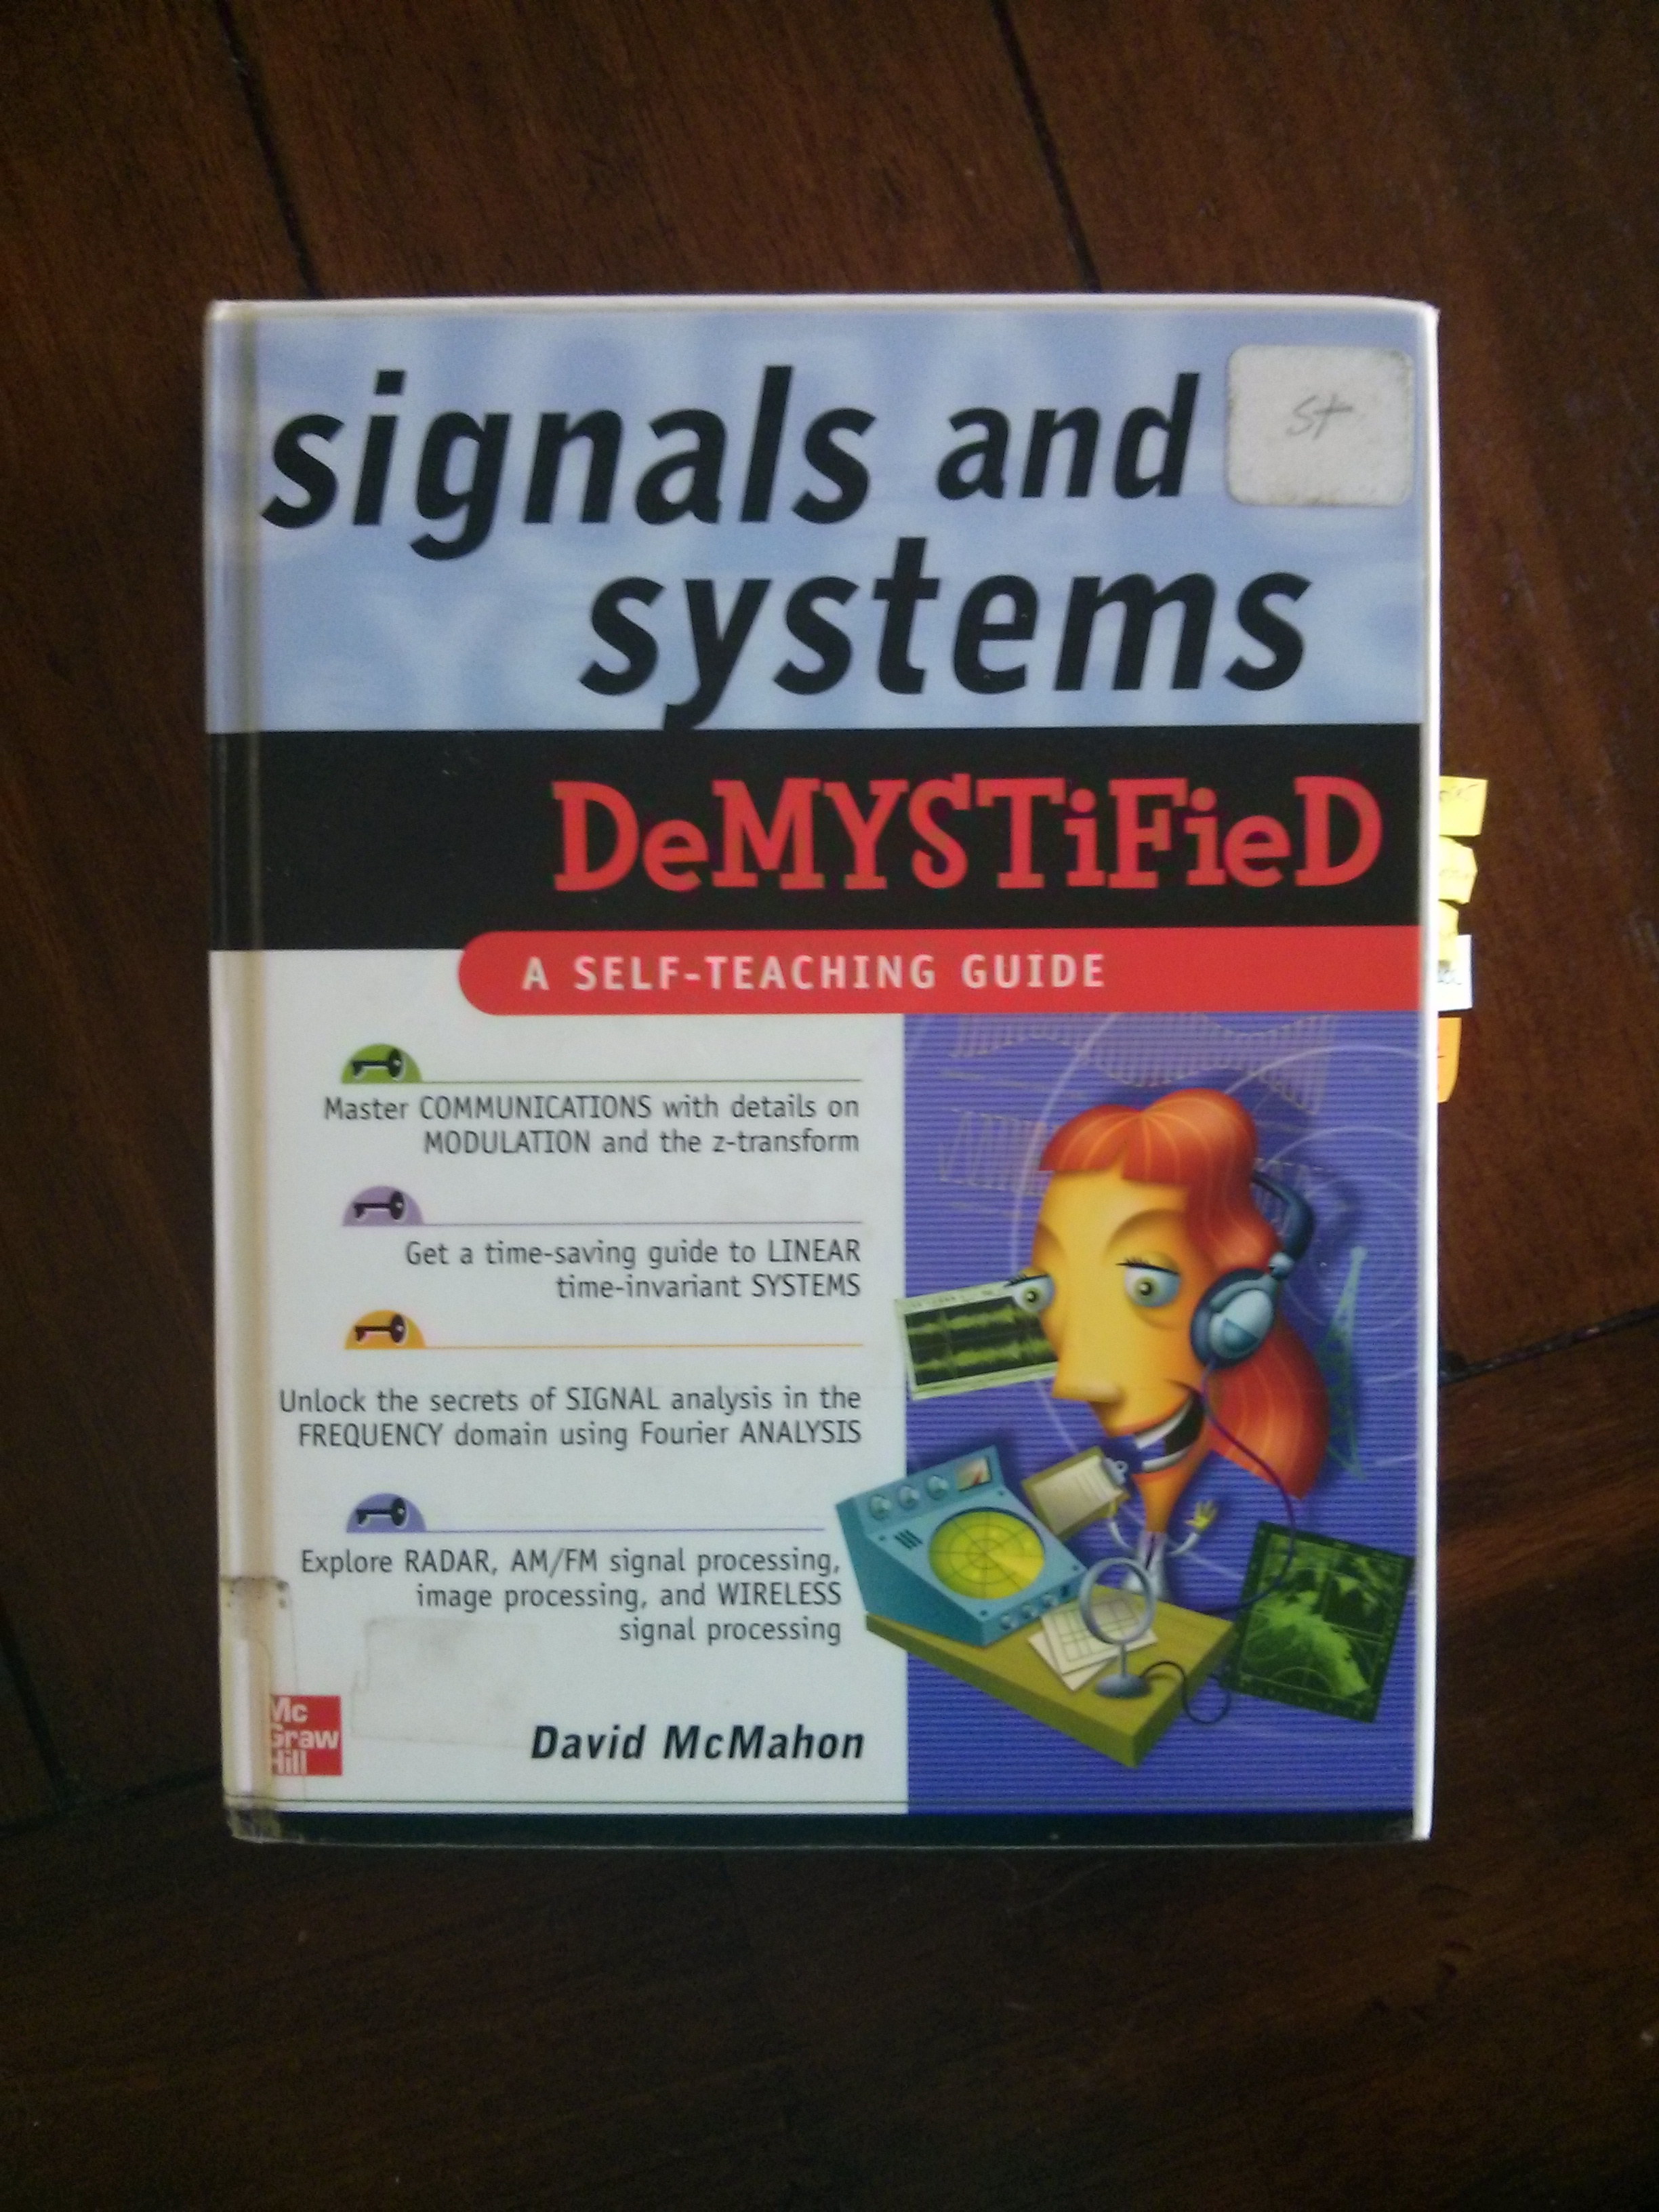 signals and
St
systems
DeMYSTiFieD
A SELF-TEACHING GUIDE
Master COMMUNICATIONS with details on
MODULATION and the z-transform
Get a time-saving guide to LINEAR
time-invariant SYSTEMS
Unlock the secrets of SIGNAL analysis in the
FREQUENCY domain using Fourier ANALYSIS
Explore RADAR, AM/FM signal processing,
image processing, and WIRELESS
signal processing
Mc
Graw
Hill
David McMahon